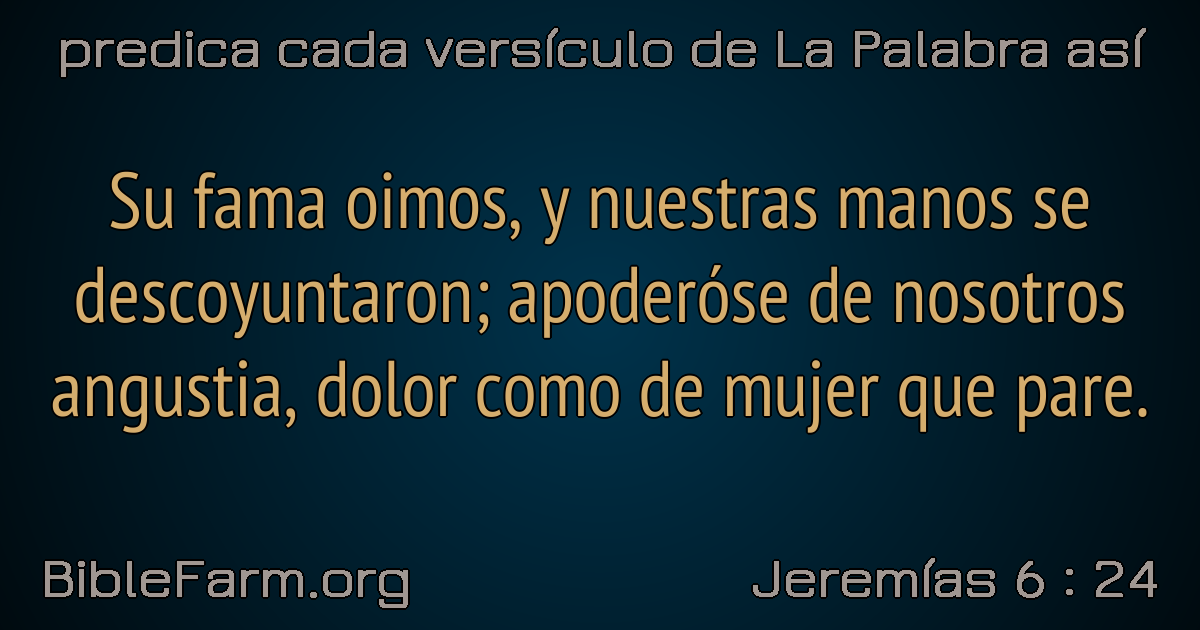 predica cada versículo de La Palabra así
Su fama oimos, y nuestras manos se
descoyuntaron; apoderóse de nosotros
angustia, dolor como de mujer que pare.
BibleFarm.org
Jeremías 6 : 24